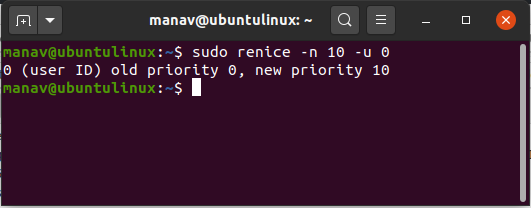 manav@ubuntulinux: ~
manav@ubuntulinux:~$ sudo renice -n 10 -u 0
0 (user ID) old priority 0, new priority 10
manav@ubuntulinux:~$